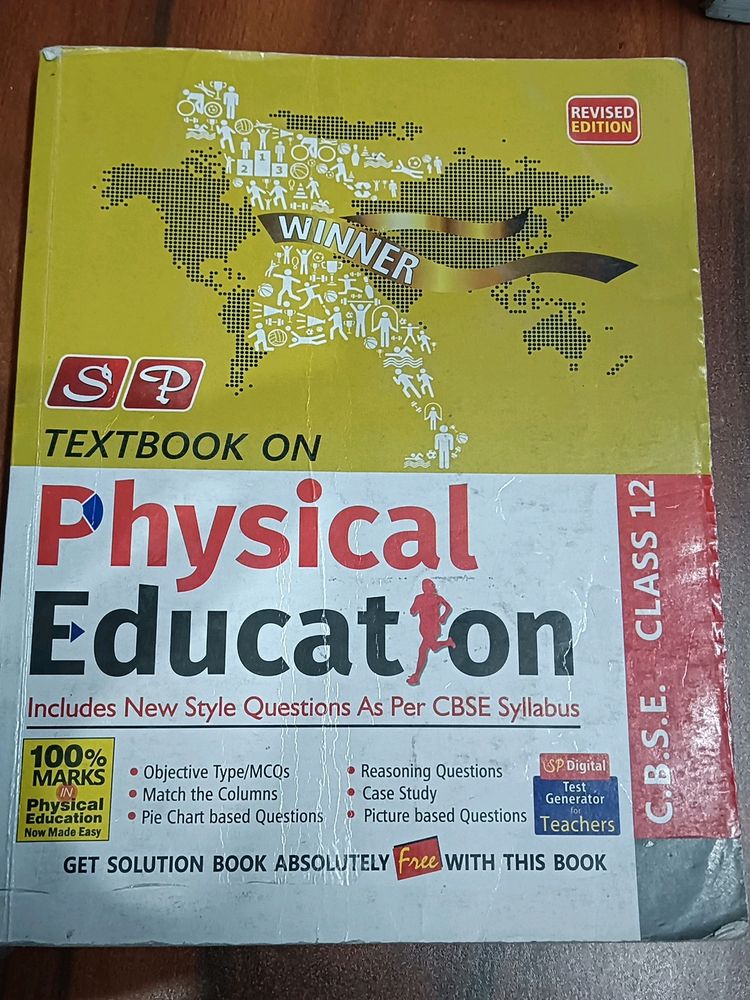 REVISED
EDITION
1
2 3
WINNER
SP
TEXTBOOK ON
Physical
Education
Includes New Style Questions As Per CBSE Syllabus
C.B.S.E. CLASS 12
100%
MARKS
IN
Physical
Education
Now Made Easy
• Objective Type/MCQs
• Match the Columns
• Pie Chart based Questions
• Reasoning Questions
• Case Study
• Picture based Questions
SP Digital
Test
Generator
for
Teachers
GET SOLUTION BOOK ABSOLUTELY Free WITH THIS BOOK